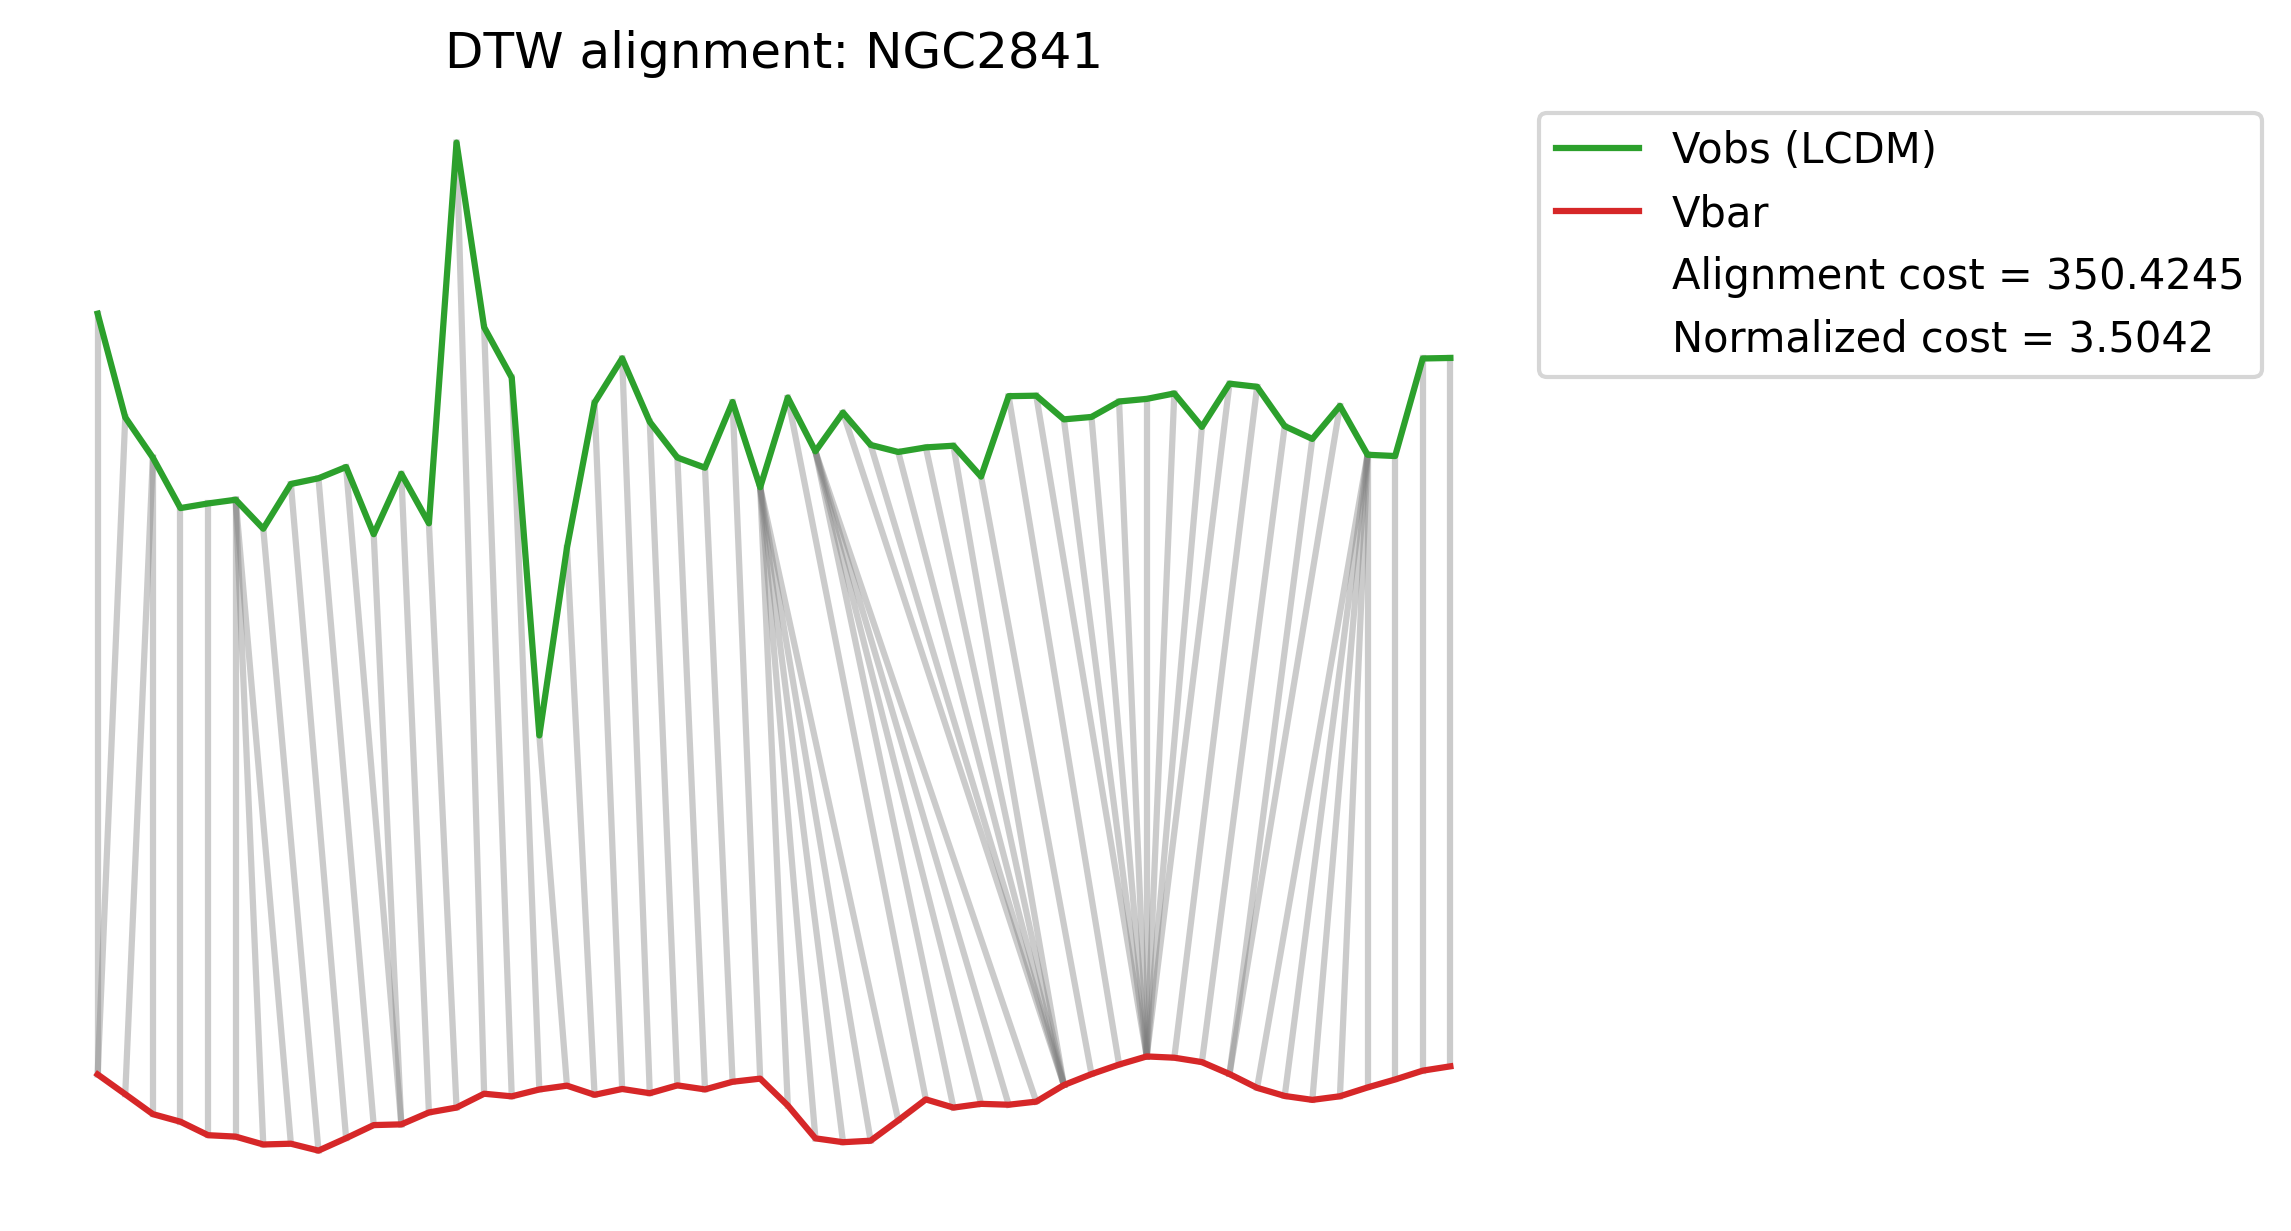 DTW alignment: NGC2841
Vobs (LCDM)
Vbar
Alignment cost = 350.4245
Normalized cost = 3.5042